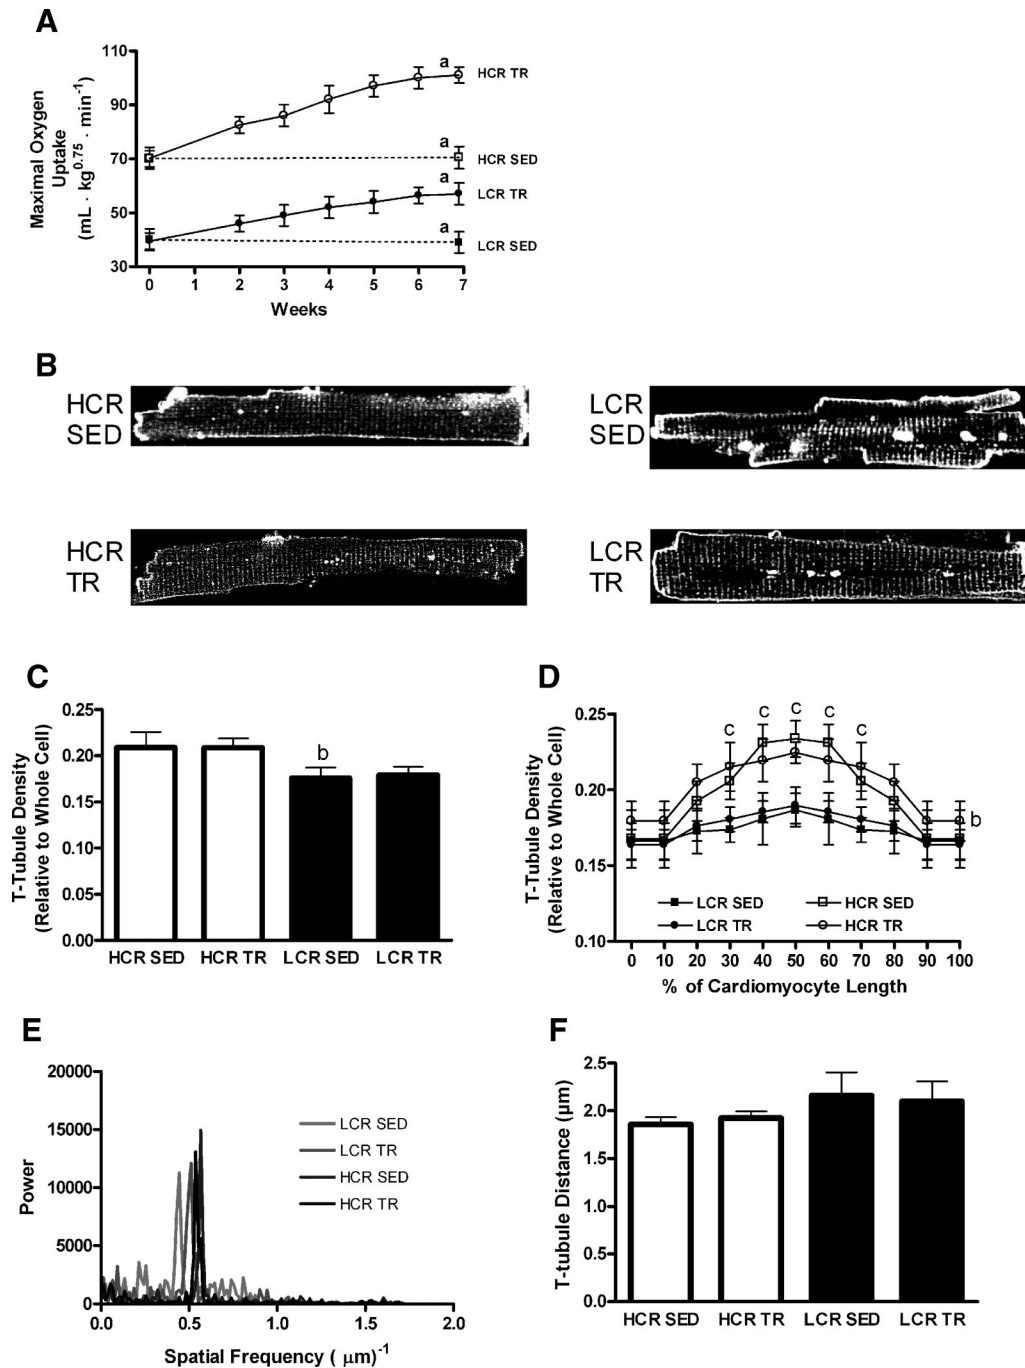 A
Maximal Oxygen
Uptake
(mL · kg^0.75 · min^-1)
110
90
70
50
30
a
HCR TR
a
HCR SED
a
LCR TR
a
LCR SED
0 1 2 3 4 5 6 7
Weeks
B
HCR
SED
LCR
SED
HCR
TR
LCR
TR
C
T-Tubule Density
(Relative to Whole Cell)
0.25
0.20
0.15
0.10
0.05
0.00
b
HCR SED HCR TR LCR SED LCR TR
D
T-Tubule Density
(Relative to Whole Cell)
0.25
0.20
0.15
0.10
c c c c c
b
LCR SED HCR SED
LCR TR HCR TR
0 10 20 30 40 50 60 70 80 90 100
% of Cardiomyocyte Length
E
Power
20000
15000
10000
5000
0
LCR SED
LCR TR
HCR SED
HCR TR
0.0 0.5 1.0 1.5 2.0
Spatial Frequency ( μm)^-1
F
T-tubule Distance (μm)
2.5
2.0
1.5
1.0
0.5
0.0
HCR SED HCR TR LCR SED LCR TR